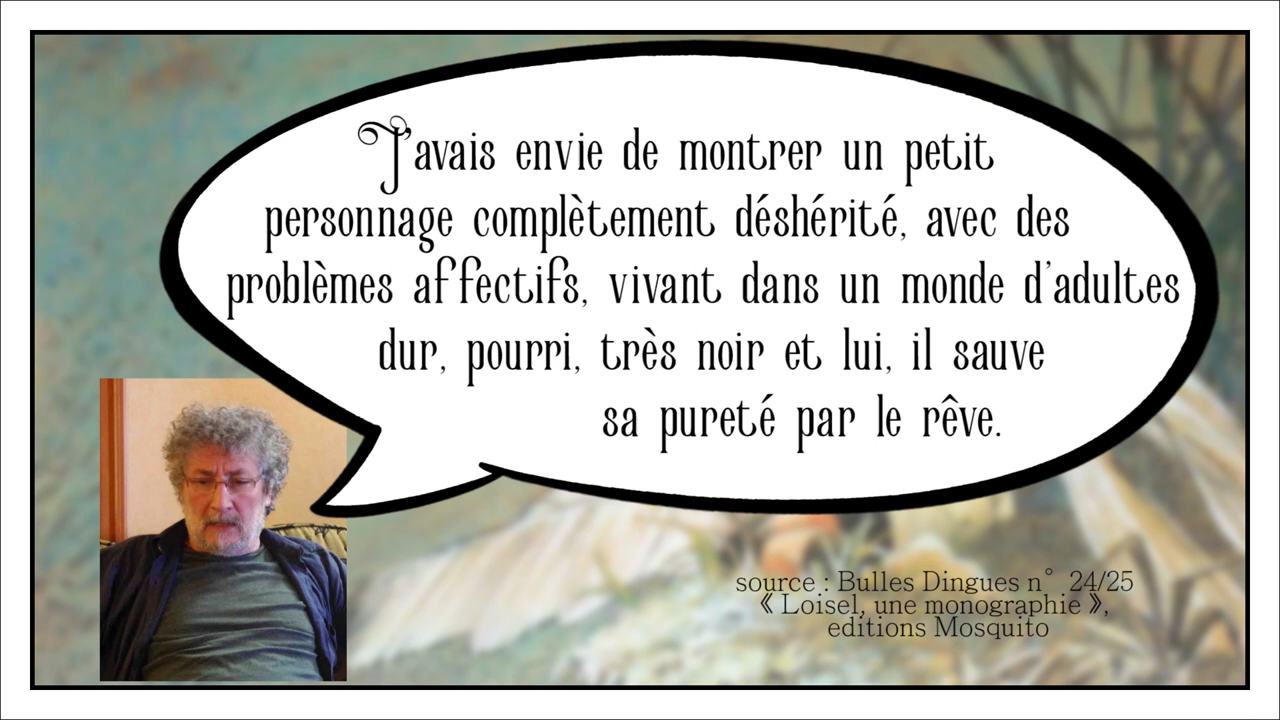 J'avais envie de montrer un petit
personnage complètement déshérité, avec des
problèmes affectifs, vivant dans un monde d'adultes
dur, pourri, très noir et lui, il sauve
sa pureté par le rêve.
source : Bulles Dingues n° 24/25
《 Loisel, une monographie 》,
editions Mosquito